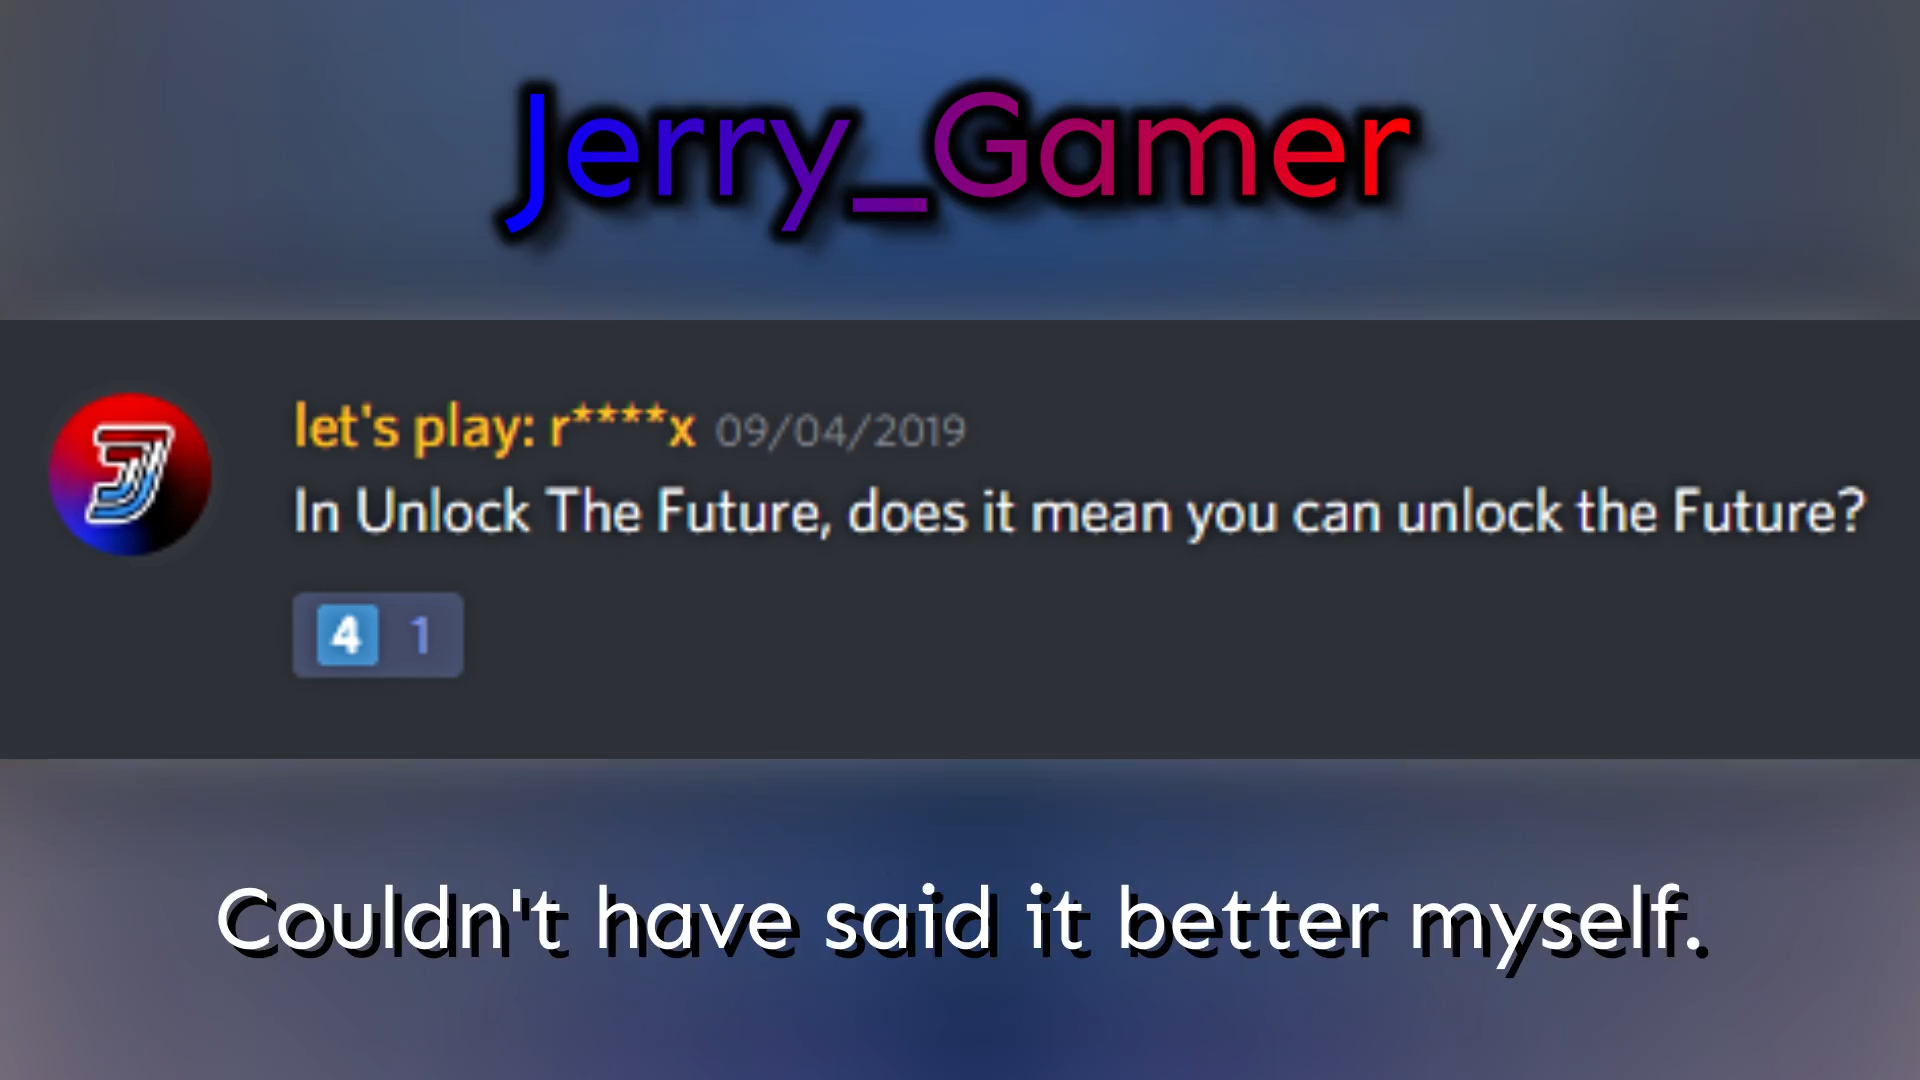 Jerry_Gamer
let's play: r****x 09/04/2019
In Unlock The Future, does it mean you can unlock the Future?
4 1
Couldn't have said it better myself.